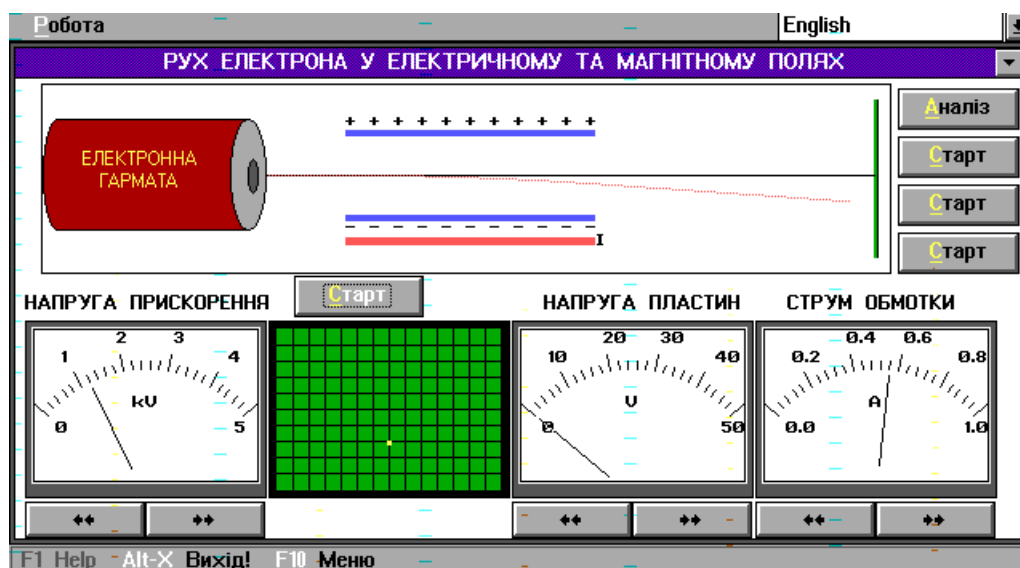 Робота English
РУХ ЕЛЕКТРОНА У ЕЛЕКТРИЧНОМУ ТА МАГНІТНОМУ ПОЛЯХ
Аналіз
+ + + + + + + + + +
ЕЛЕКТРОННА
ГАРМАТА
Старт
Старт
I
Старт
Старт
НАПРУГА ПРИСКОРЕННЯ НАПРУГА ПЛАСТИН СТРУМ ОБМОТКИ
0 1 2 3 4 5
kV
0 10 20 30 40 50
V
0.0 0.2 0.4 0.6 0.8 1.0
A
F1 Help Alt-X Вихід! F10 Меню